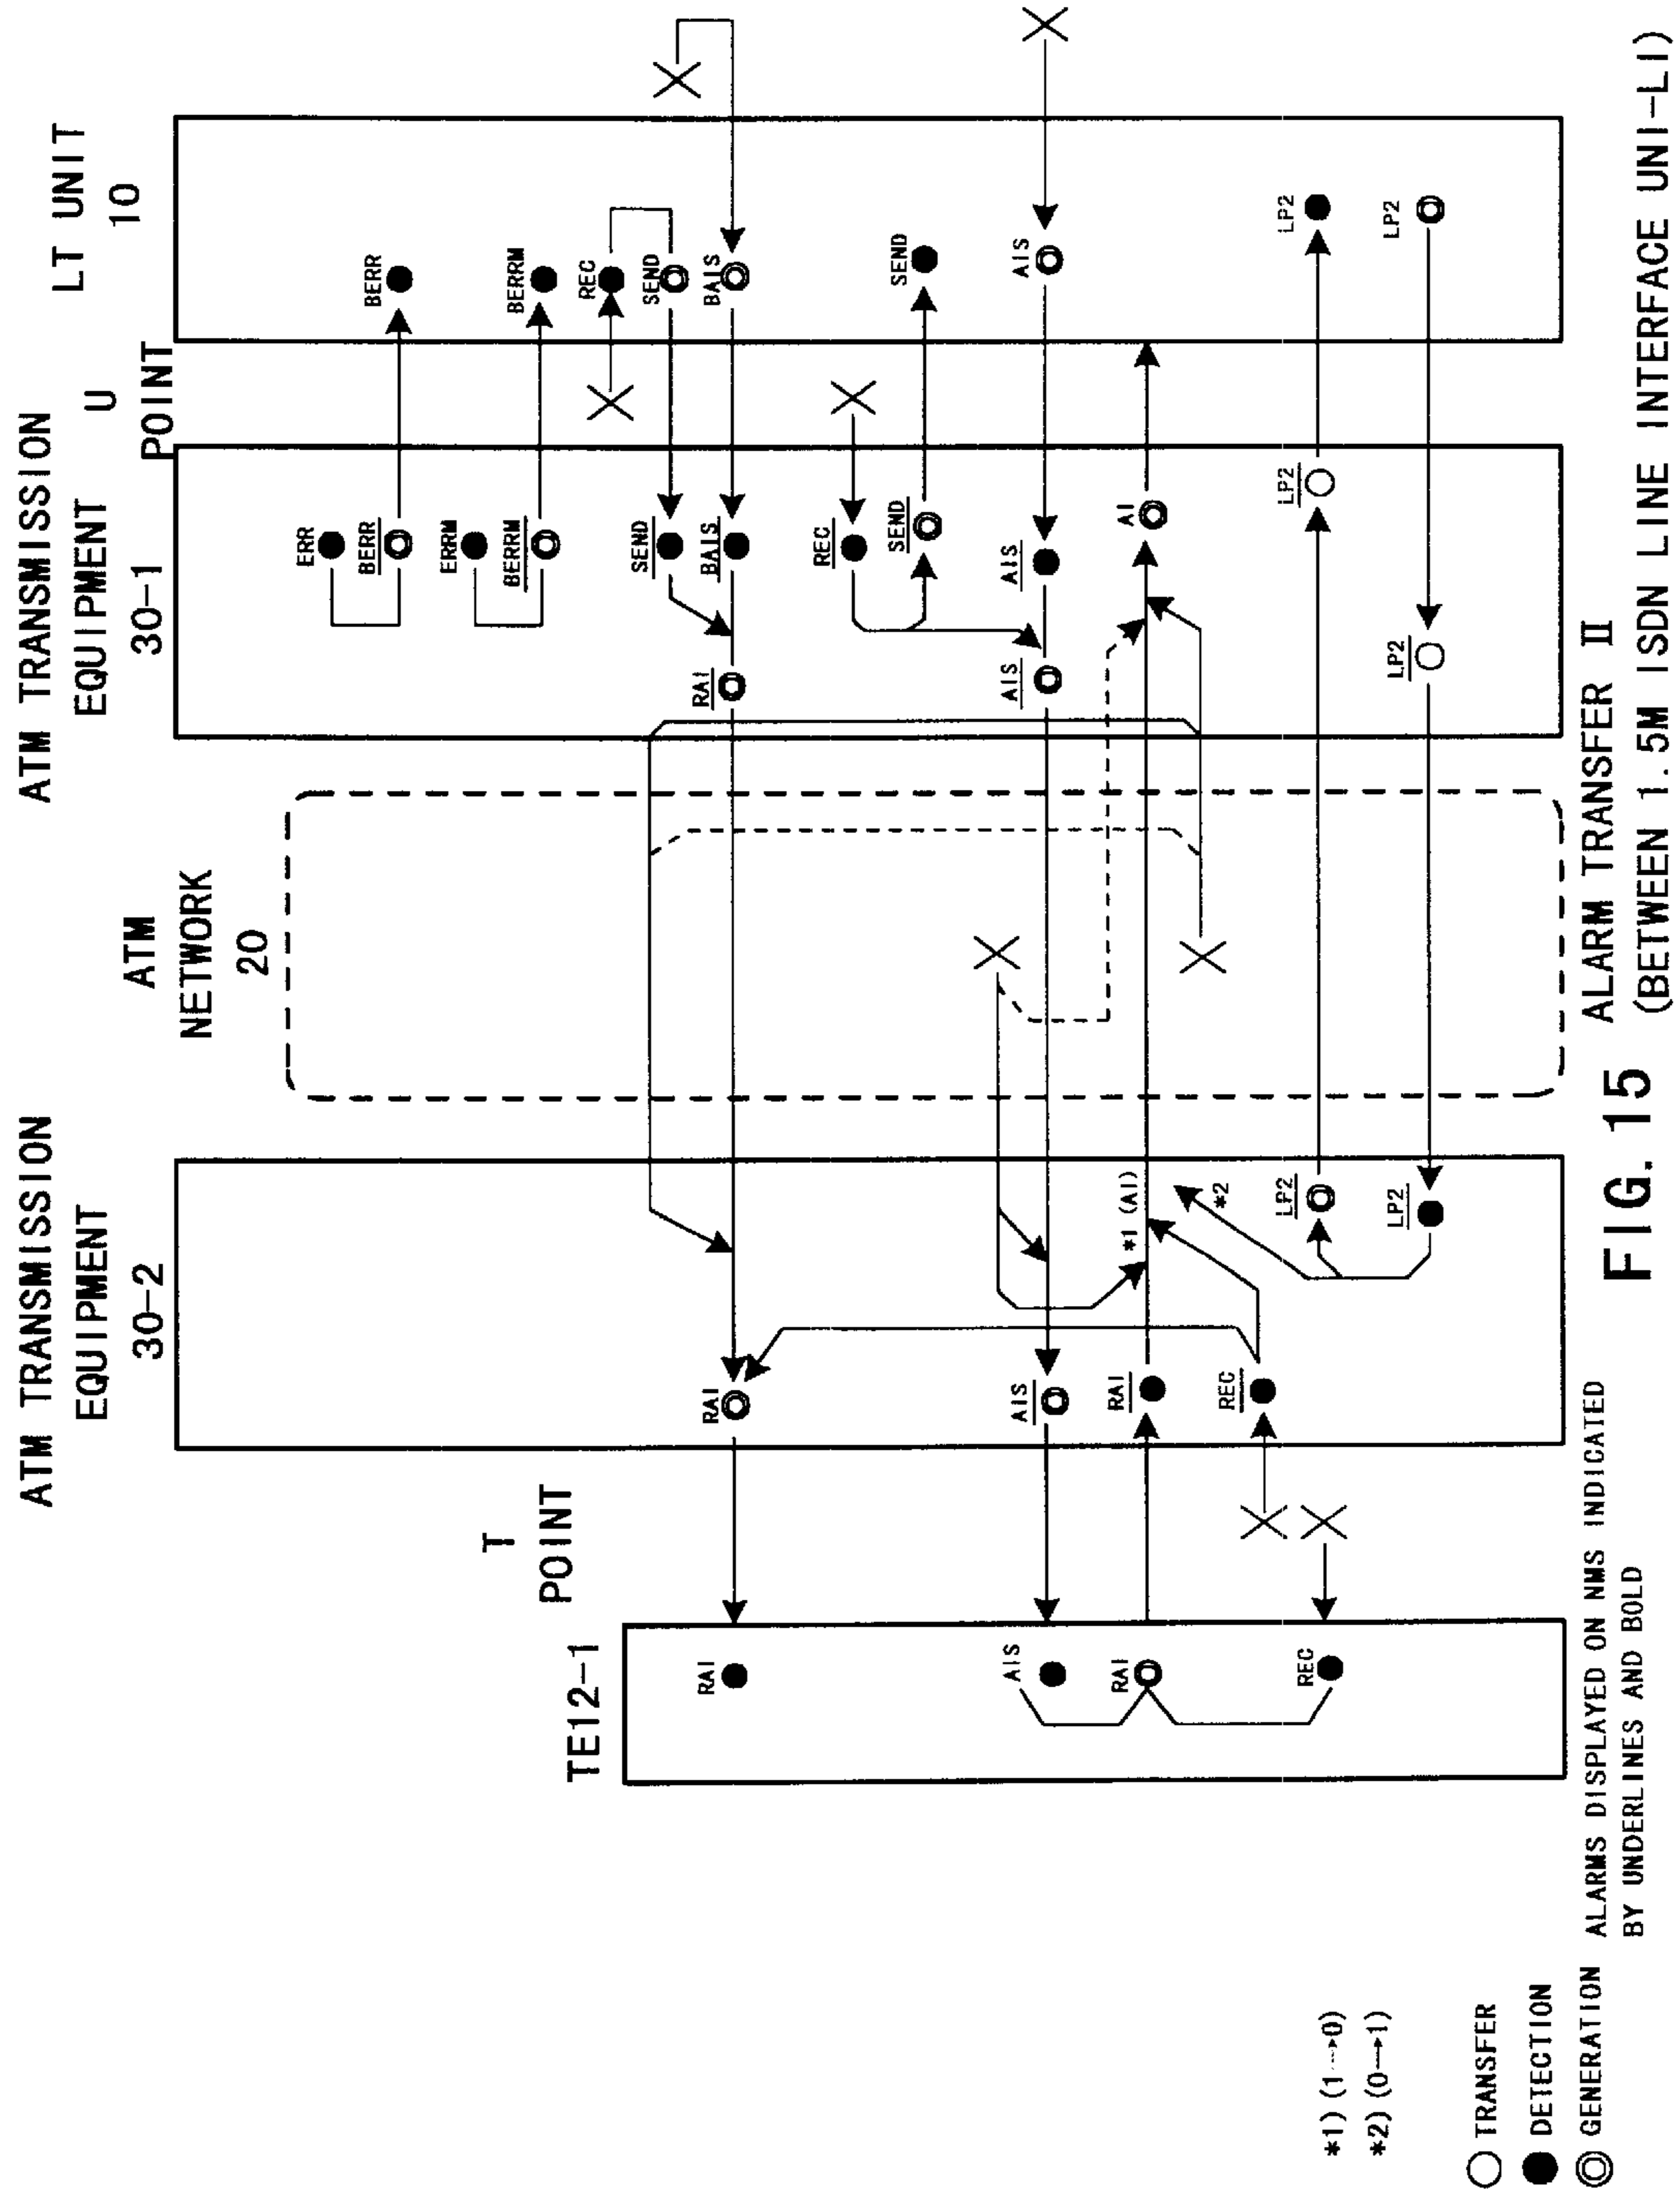 TE12-1
T
POINT
ATM TRANSMISSION
EQUIPMENT
30-2
ATM
NETWORK
20
ATM TRANSMISSION
EQUIPMENT
30-1
U
POINT
LT UNIT
10
ERR
BERR
BERR
ERRM
BERRM
BERRM
REC
SEND
SEND
RAI
RAI
RAI
BAIS
BAIS
REC
SEND
SEND
AIS
AIS
AIS
AIS
AIS
RAI
RAI
*1 (AI)
AI
REC
REC
*2
LP2
LP2
LP2
LP2
LP2
LP2
*1) (1→0)
*2) (0→1)
TRANSFER
DETECTION
GENERATION
ALARMS DISPLAYED ON NMS INDICATED
BY UNDERLINES AND BOLD
FIG. 15
ALARM TRANSFER II
(BETWEEN 1.5M ISDN LINE INTERFACE UNI-LI)